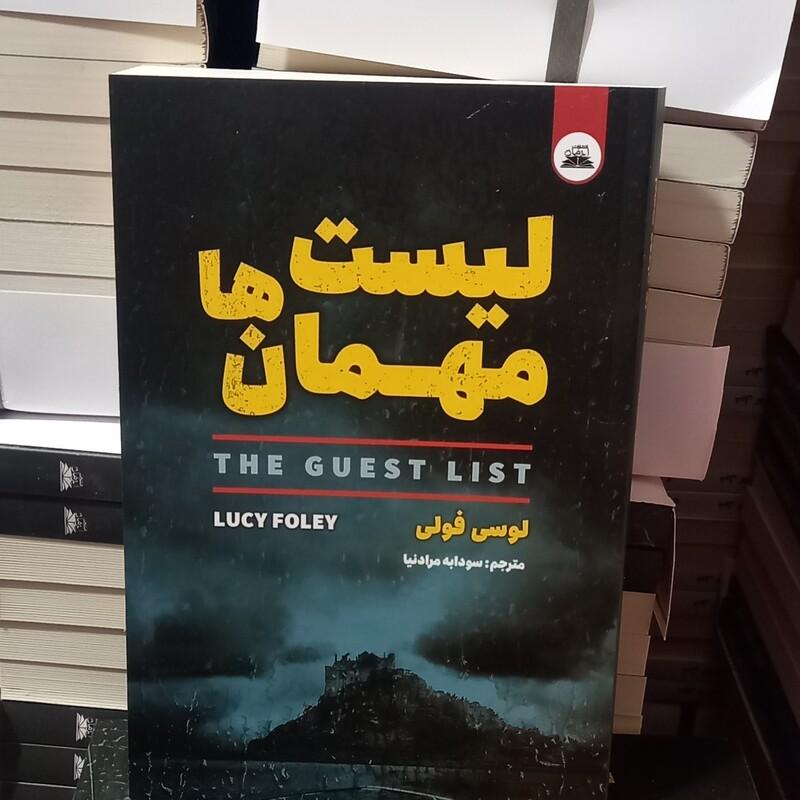 لیست
مهمان ها
THE GUEST LIST
LUCY FOLEY
لوسی فولی
مترجم: سودابه مرادنیا